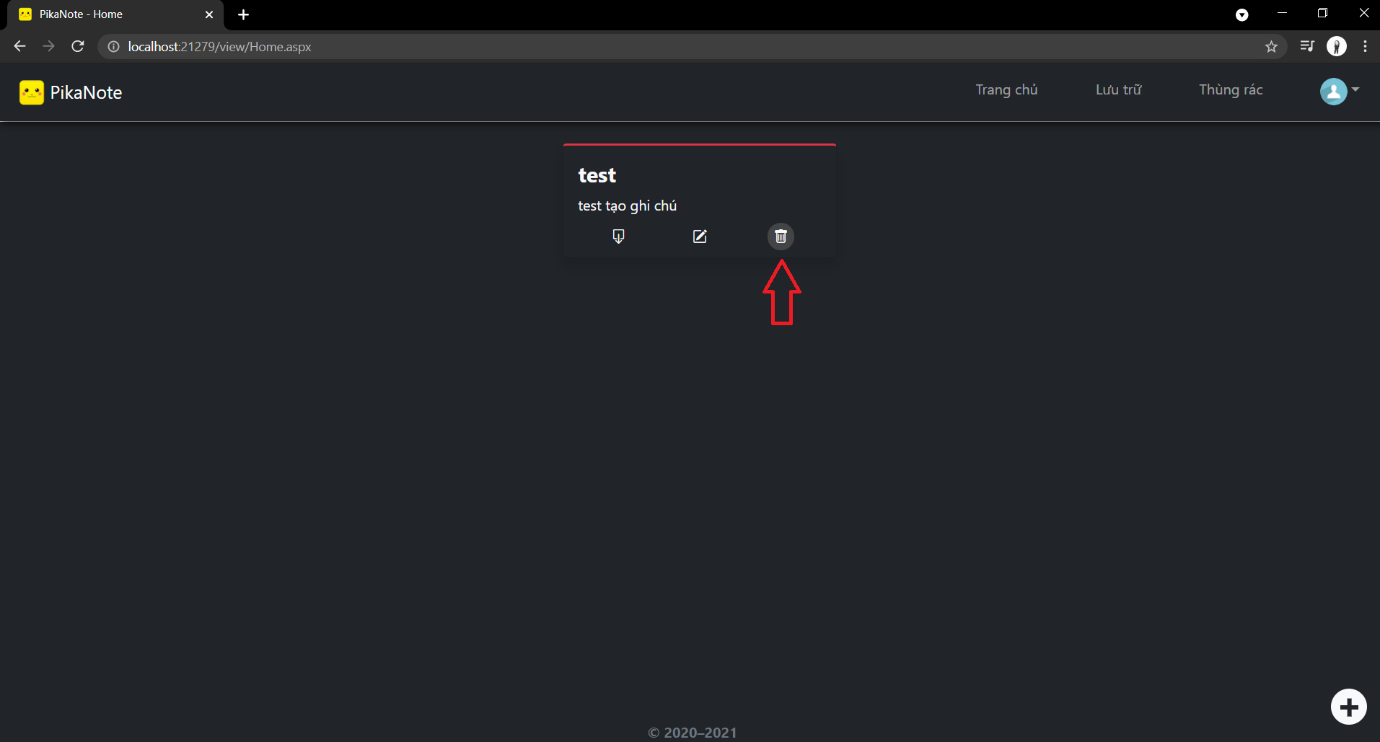 PikaNote - Home
localhost:21279/view/Home.aspx
PikaNote
Trang chủ
Lưu trữ
Thùng rác
test
test tạo ghi chú
© 2020–2021